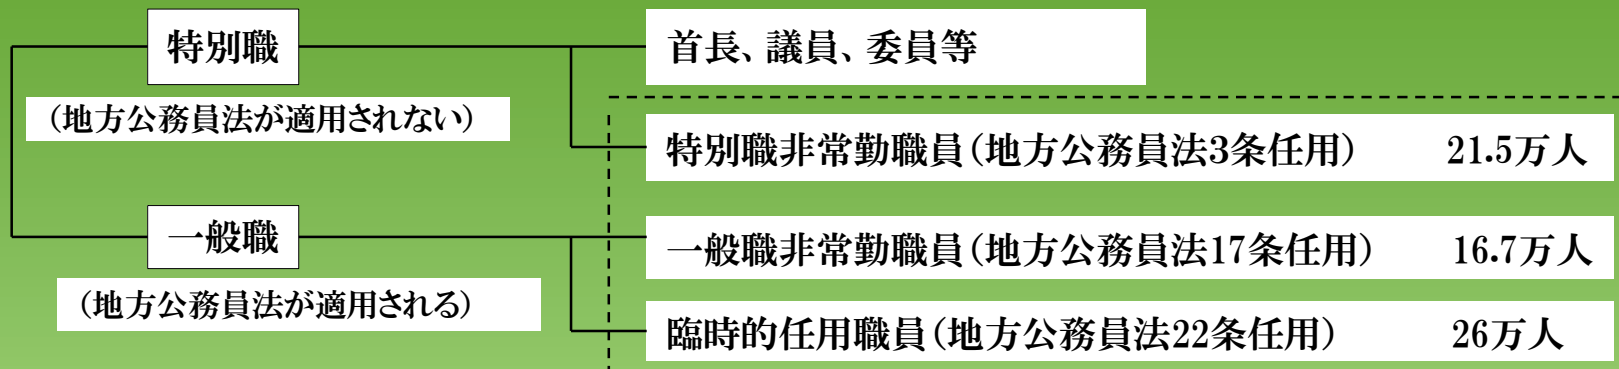 特別職
首長、議員、委員等
（地方公務員法が適用されない）
特別職非常勤職員（地方公務員法3条任用） 21.5万人
一般職
一般職非常勤職員（地方公務員法17条任用） 16.7万人
（地方公務員法が適用される）
臨時的任用職員（地方公務員法22条任用） 26万人